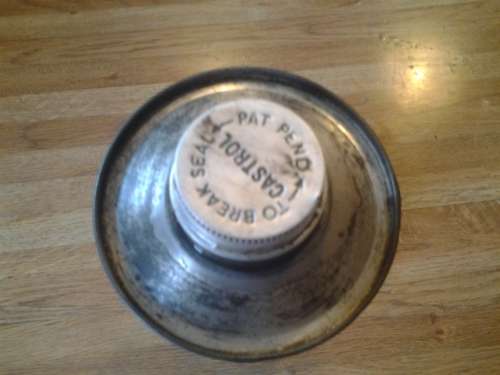 PAT PEND.
CASTROL
TO BREAK SEAL